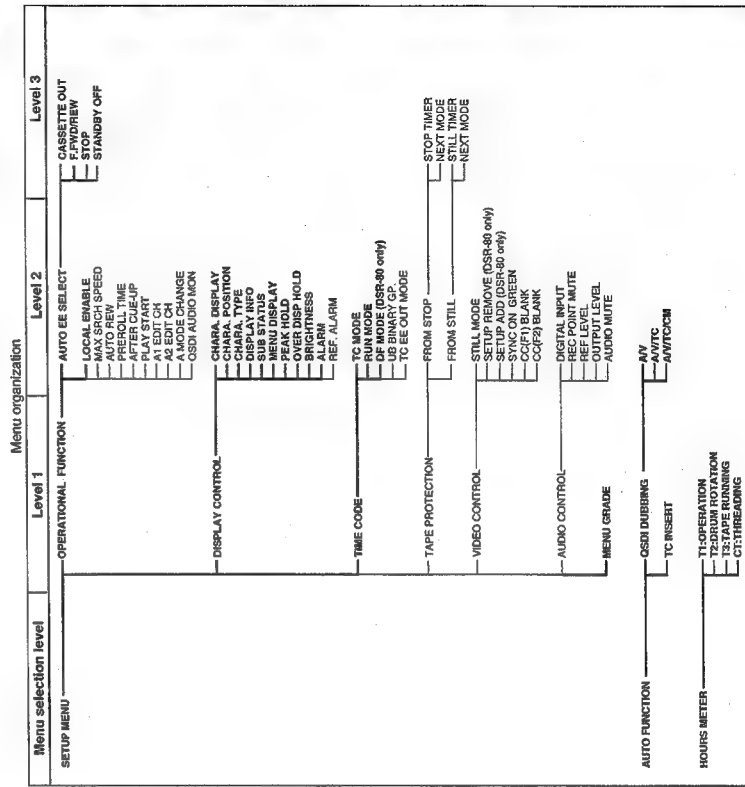 Menu organization
Menu selection level Level 1 Level 2 Level 3
SETUP MENU OPERATIONAL FUNCTION AUTO EE SELECT CASSETTE OUT
F.FWD/REW
STOP
STANDBY OFF
LOCAL ENABLE
MAX SRCH SPEED
AUTO REW
PREROLL TIME
AFTER CUE-UP
PLAY START
A1 EDIT CH
A2 EDIT CH
A MODE CHANGE
QSDI AUDIO MON
DISPLAY CONTROL CHARA. DISPLAY
CHARA. POSITION
CHARA. TYPE
DISPLAY INFO
SUB STATUS
MENU DISPLAY
PEAK HOLD
OVER DISP HOLD
BRIGHTNESS
ALARM
REF. ALARM
TIME CODE TC MODE
RUN MODE
DF MODE (DSR-80 only)
UB BINARY GP.
TC EE OUT MODE
TAPE PROTECTION FROM STOP STOP TIMER
NEXT MODE
FROM STILL STILL TIMER
NEXT MODE
VIDEO CONTROL STILL MODE
SETUP REMOVE (DSR-80 only)
SETUP ADD (DSR-80 only)
SYNC ON GREEN
CC(F1) BLANK
CC(F2) BLANK
AUDIO CONTROL DIGITAL INPUT
REC POINT MUTE
REF LEVEL
OUTPUT LEVEL
AUDIO MUTE
MENU GRADE
AUTO FUNCTION QSDI DUBBING A/V
A/V/TC
A/V/TC/CM
TC INSERT
HOURS METER T1:OPERATION
T2:DRUM ROTATION
T3:TAPE RUNNING
CT:THREADING